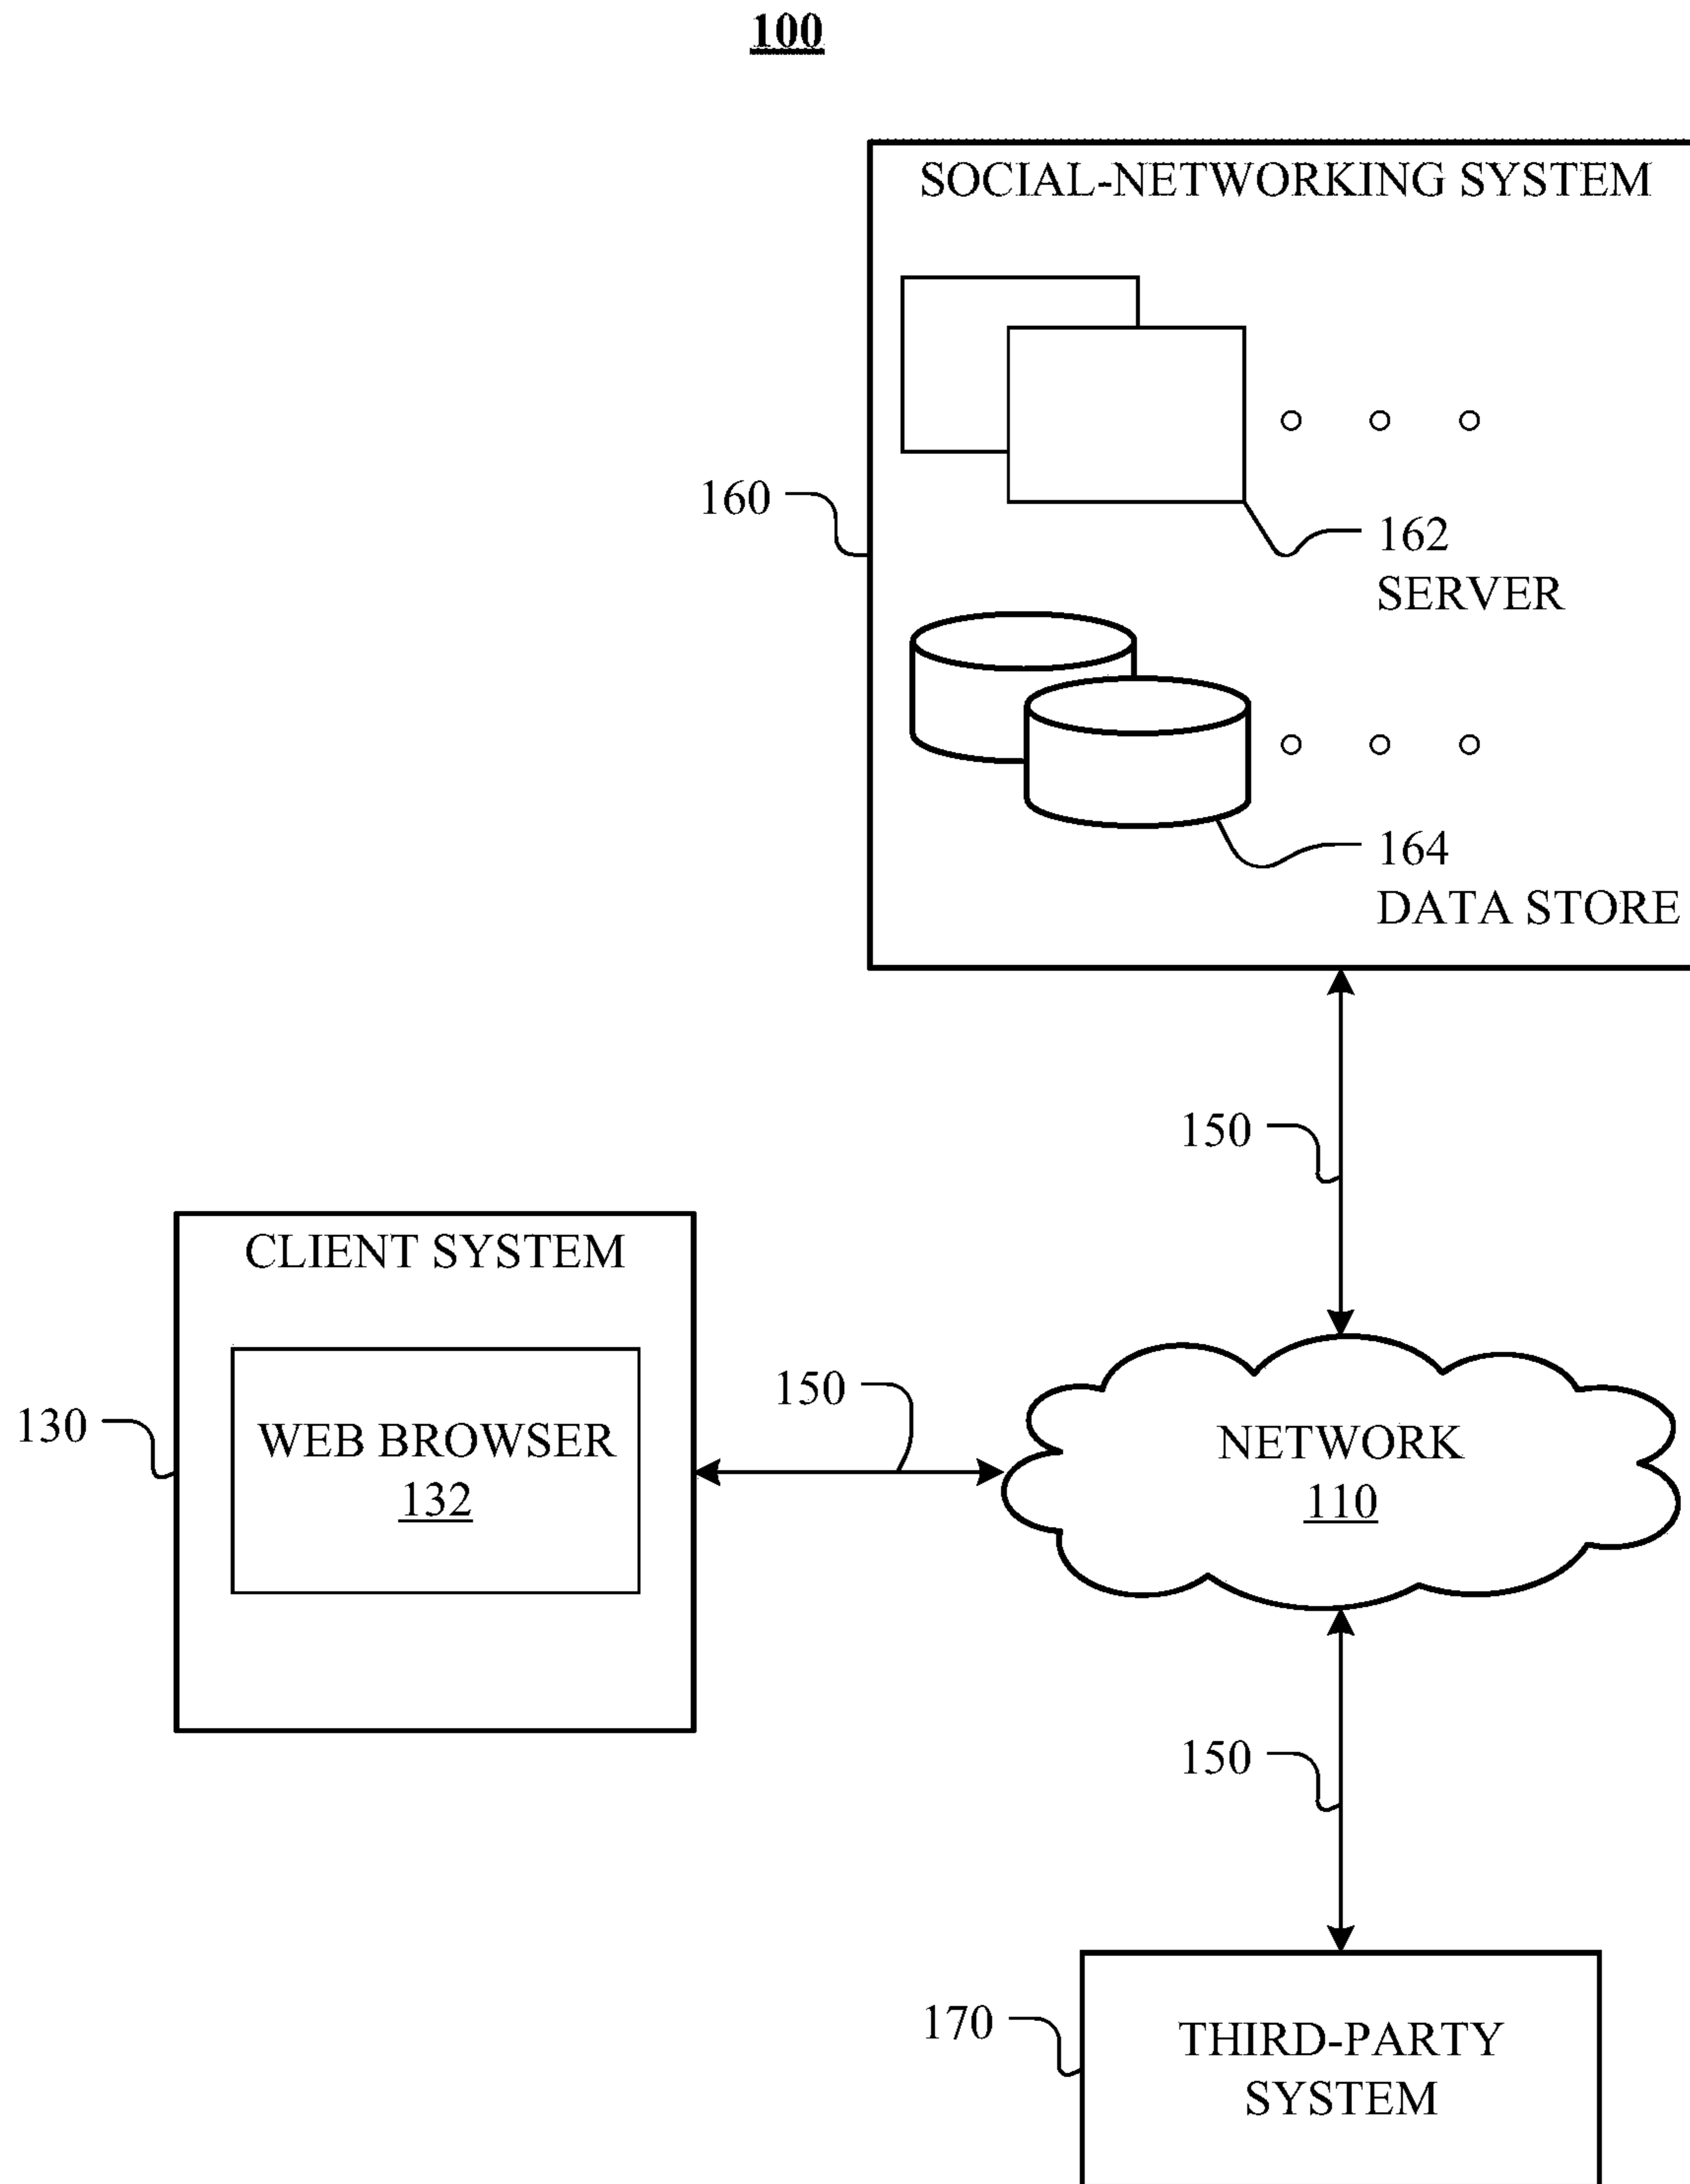 100
SOCIAL-NETWORKING SYSTEM
160
162
SERVER
164
DATA STORE
150
CLIENT SYSTEM
130
WEB BROWSER
132
150
NETWORK
110
150
170
THIRD-PARTY
SYSTEM